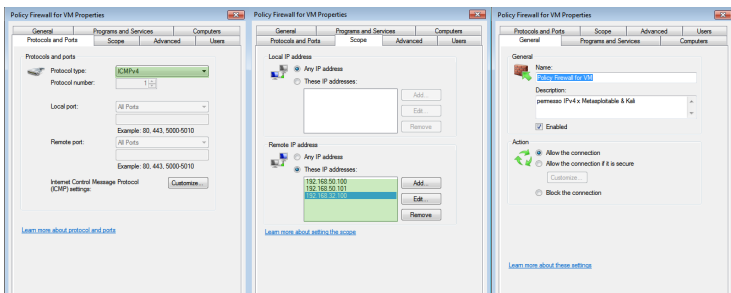 Policy Firewall for VM Properties
General
Programs and Services
Computers
Protocols and Ports
Scope
Advanced
Users
Protocols and ports
Protocol type:
ICMPv4
Protocol number:
1
Local port:
All Ports
Example: 80, 443, 5000-5010
Remote port:
All Ports
Example: 80, 443, 5000-5010
Internet Control Message Protocol
(ICMP) settings:
Customize...
Learn more about protocol and ports
Policy Firewall for VM Properties
General
Programs and Services
Computers
Protocols and Ports
Scope
Advanced
Users
Local IP address
Any IP address
These IP addresses:
Add...
Edit...
Remove
Remote IP address
Any IP address
These IP addresses:
192.168.50.100
192.168.50.101
192.168.32.100
Add...
Edit...
Remove
Learn more about setting the scope
Policy Firewall for VM Properties
Protocols and Ports
Scope
Advanced
Users
General
Programs and Services
Computers
General
Name:
Policy Firewall for VM
Description:
permesso IPv4 x Metasploitable & Kali
Enabled
Action
Allow the connection
Allow the connection if it is secure
Customize...
Block the connection
Learn more about these settings